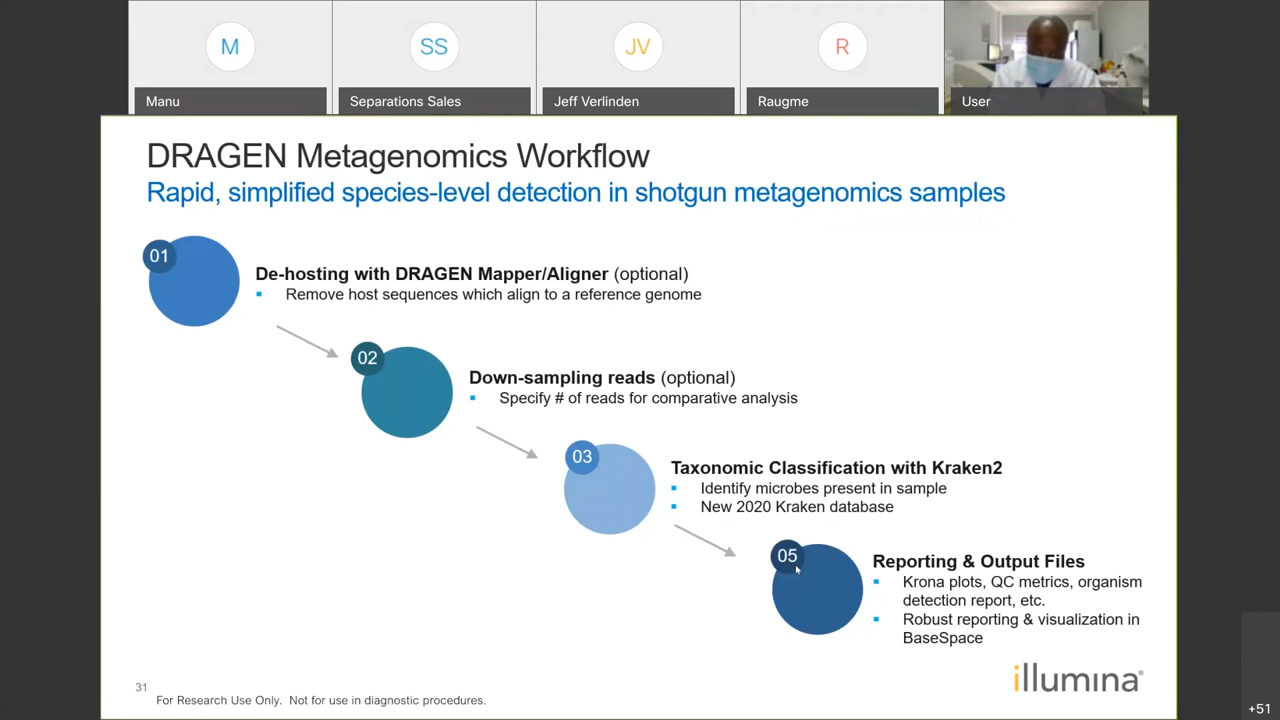 M
SS
JV
R
Manu
Separations Sales
Jeff Verlinden
Raugme
User
DRAGEN Metagenomics Workflow
Rapid, simplified species-level detection in shotgun metagenomics samples
01
De-hosting with DRAGEN Mapper/Aligner (optional)
Remove host sequences which align to a reference genome
02
Down-sampling reads (optional)
Specify # of reads for comparative analysis
03
Taxonomic Classification with Kraken2
Identify microbes present in sample
New 2020 Kraken database
05
Reporting & Output Files
Krona plots, QC metrics, organism
detection report, etc.
Robust reporting & visualization in
BaseSpace
illumina®
31
For Research Use Only. Not for use in diagnostic procedures.
+51